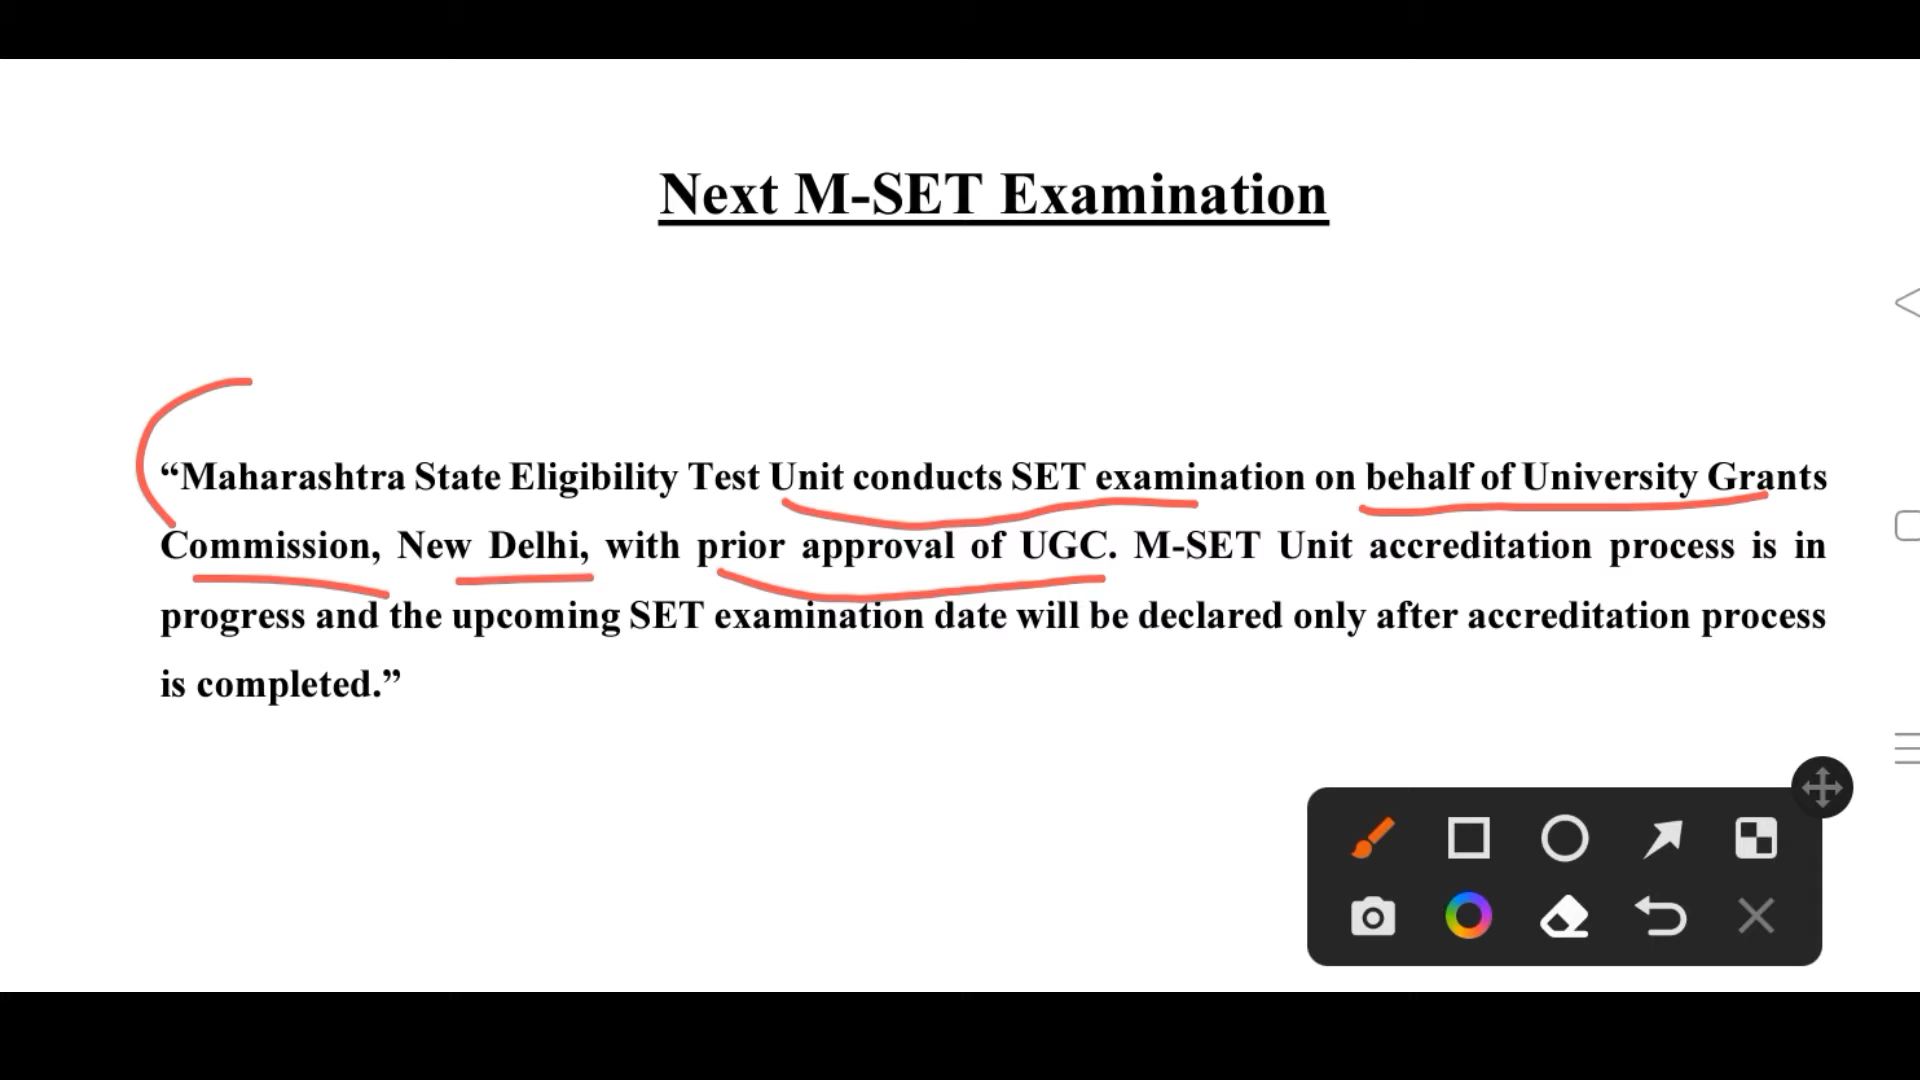 Next M-SET Examination
“Maharashtra State Eligibility Test Unit conducts SET examination on behalf of University Grants
Commission, New Delhi, with prior approval of UGC. M-SET Unit accreditation process is in
progress and the upcoming SET examination date will be declared only after accreditation process
is completed.”